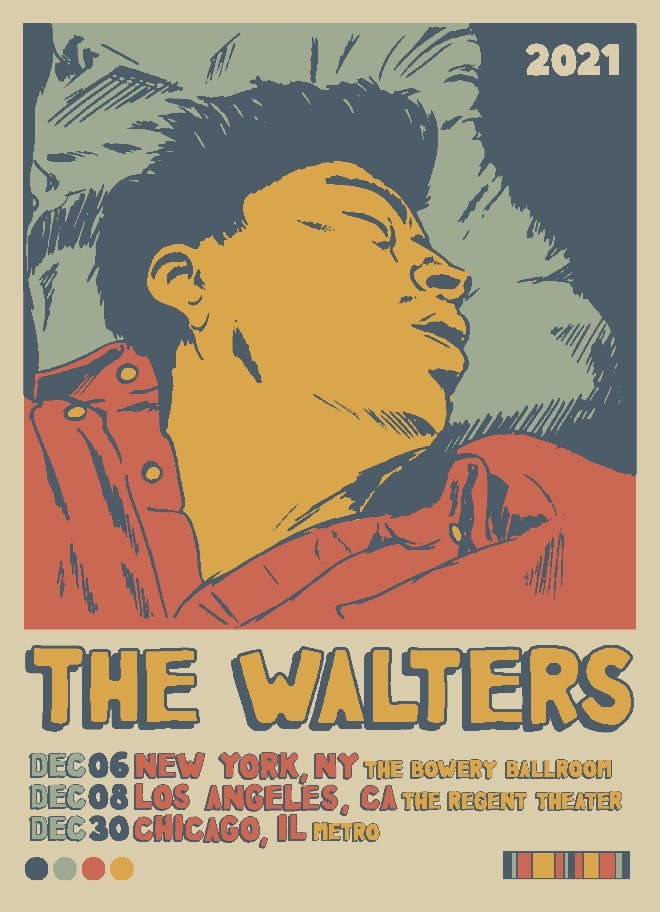 2021
THE WALTERS
DEC 06 NEW YORK, NY THE BOWERY BALLROOM
DEC 08 LOS ANGELES, CA THE REGENT THEATER
DEC 30 CHICAGO, IL METRO